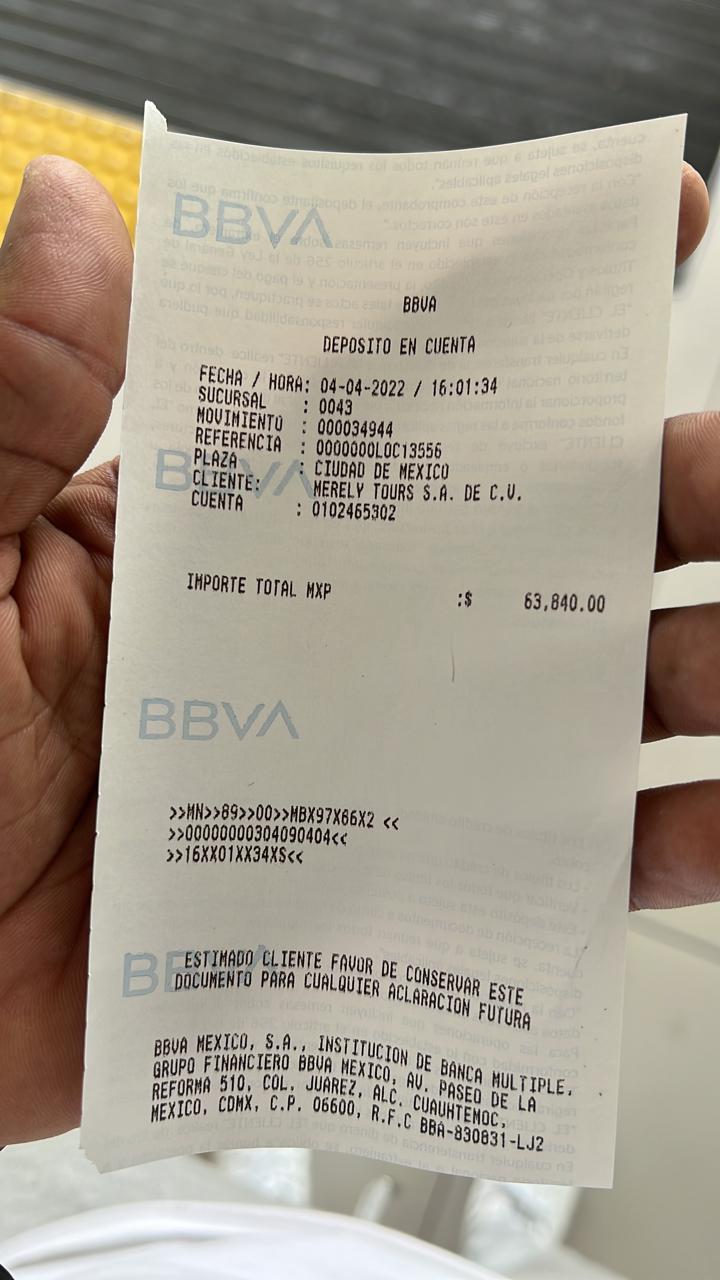 BBVA
BBVA
DEPOSITO EN CUENTA
FECHA / HORA: 04-04-2022 / 16:01:34
SUCURSAL : 0043
MOVIMIENTO : 000034944
REFERENCIA : 0000000LOC13556
PLAZA : CIUDAD DE MEXICO
BBVA
CLIENTE: MERELY TOURS S.A. DE C.V.
CUENTA : 0102465302
IMPORTE TOTAL MXP :$ 63,840.00
BBVA
>>MN>>89>>00>>MBX97X66X2 <<
>>00000000304090404<<
>>16XX01XX34XS<<
BBVA
ESTIMADO CLIENTE FAVOR DE CONSERVAR ESTE
DOCUMENTO PARA CUALQUIER ACLARACION FUTURA
BBVA MEXICO, S.A., INSTITUCION DE BANCA MULTIPLE,
GRUPO FINANCIERO BBVA MEXICO, AV. PASEO DE LA
REFORMA 510, COL. JUAREZ, ALC. CUAUHTEMOC,
MEXICO, CDMX, C.P. 06600, R.F.C BBA-830831-LJ2